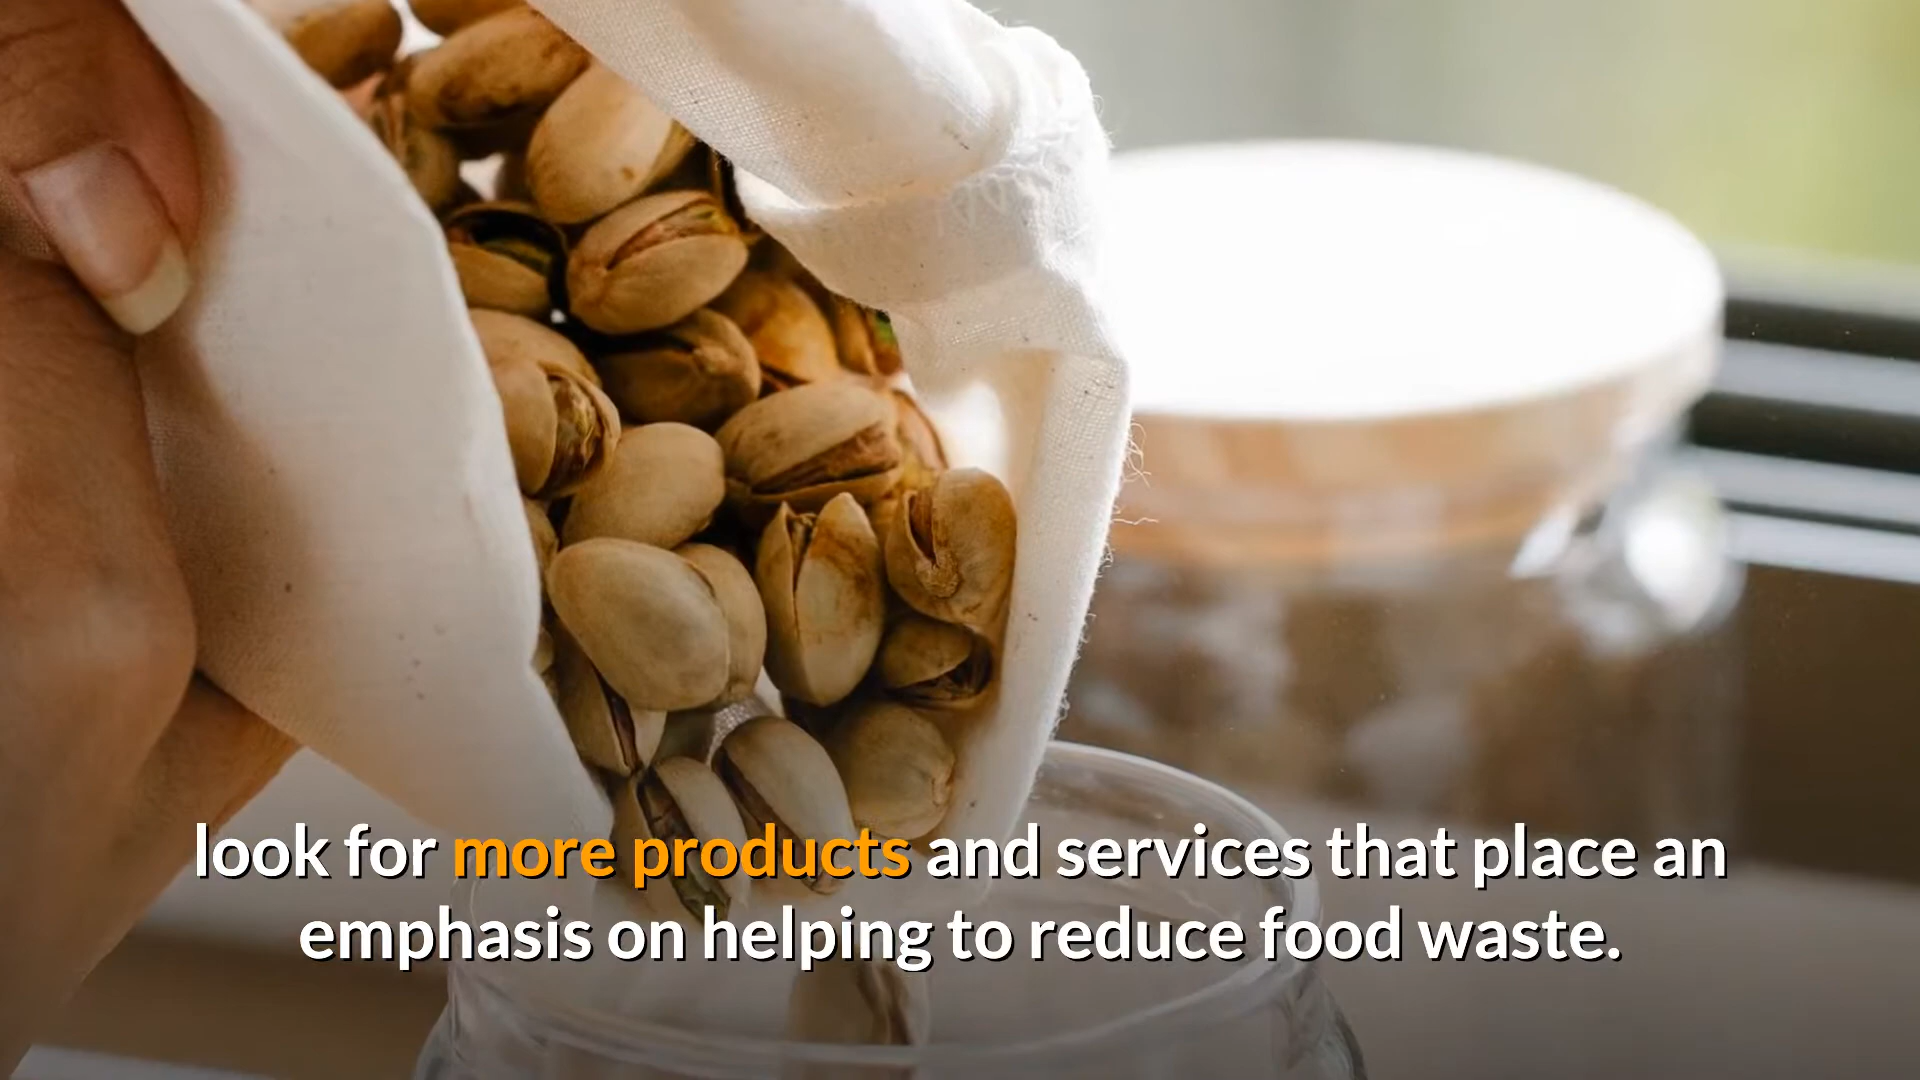 look for more products and services that place an
emphasis on helping to reduce food waste.